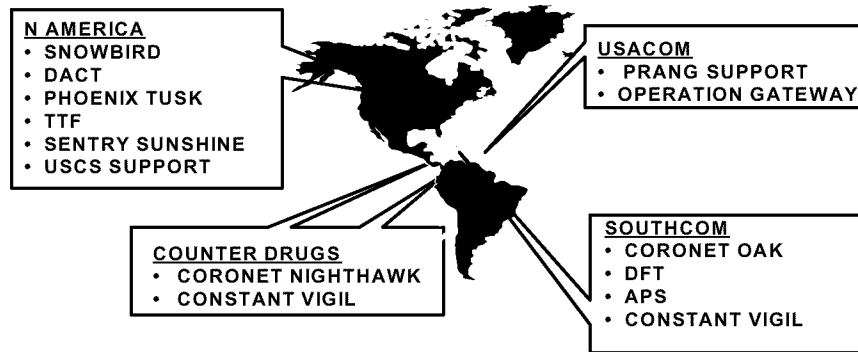 N AMERICA
• SNOWBIRD
• DACT
• PHOENIX TUSK
• TTF
• SENTRY SUNSHINE
• USCS SUPPORT
USACOM
• PRANG SUPPORT
• OPERATION GATEWAY
COUNTER DRUGS
• CORONET NIGHTHAWK
• CONSTANT VIGIL
SOUTHCOM
• CORONET OAK
• DFT
• APS
• CONSTANT VIGIL